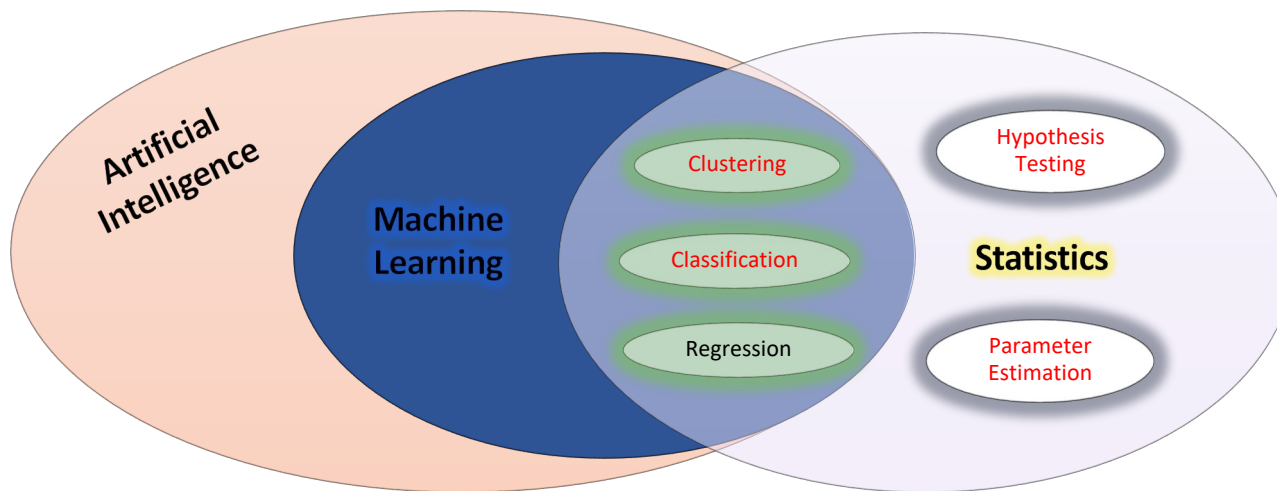 Artificial
Intelligence
Machine
Learning
Clustering
Classification
Regression
Hypothesis
Testing
Statistics
Parameter
Estimation